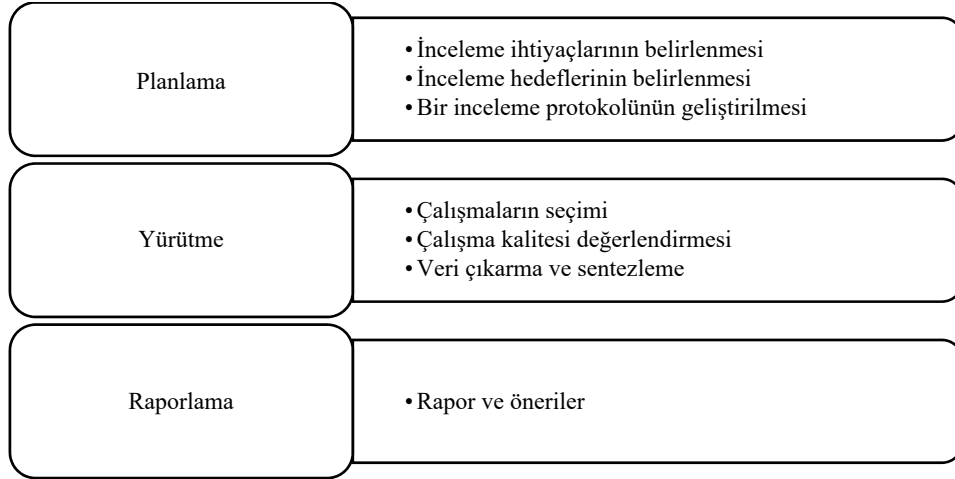 Planlama
• İnceleme ihtiyaçlarının belirlenmesi
• İnceleme hedeflerinin belirlenmesi
• Bir inceleme protokolünün geliştirilmesi
Yürütme
• Çalışmaların seçimi
• Çalışma kalitesi değerlendirmesi
• Veri çıkarma ve sentezleme
Raporlama
• Rapor ve öneriler